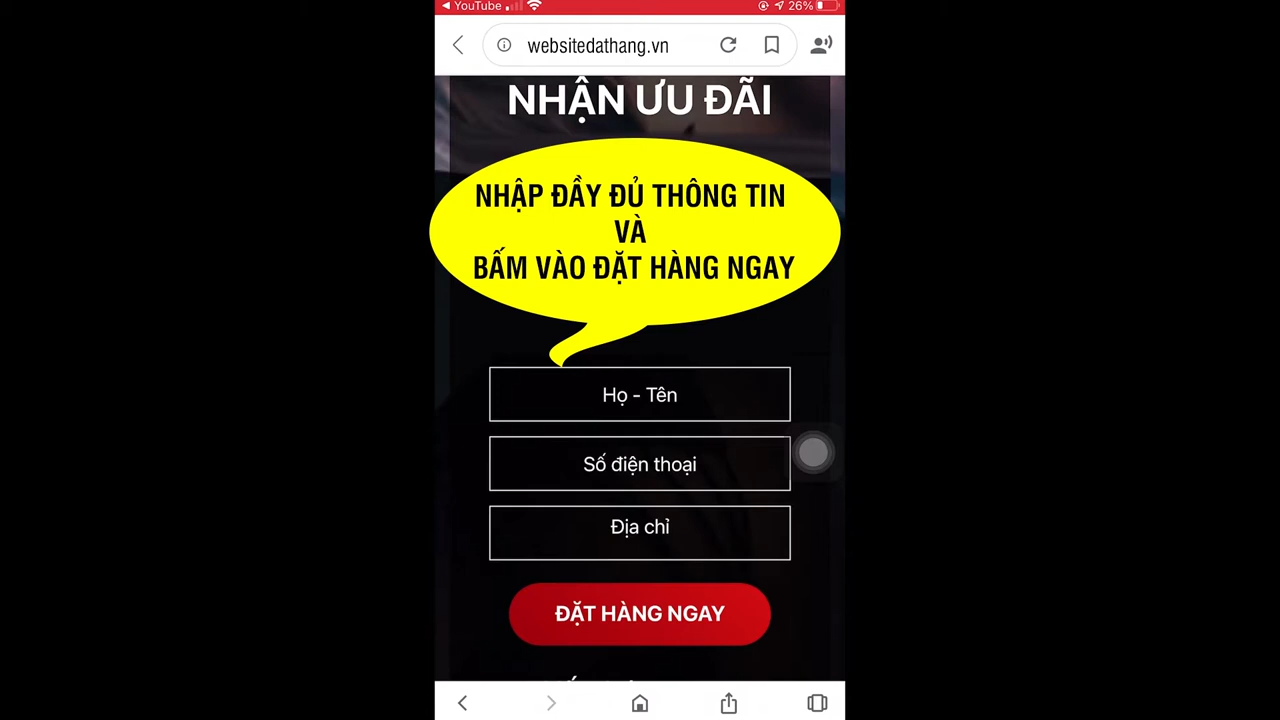 YouTube
26%
websitedathang.vn
NHẬN ƯU ĐÃI
NHẬP ĐẦY ĐỦ THÔNG TIN
VÀ
BẤM VÀO ĐẶT HÀNG NGAY
Họ - Tên
Số điện thoại
Địa chỉ
ĐẶT HÀNG NGAY